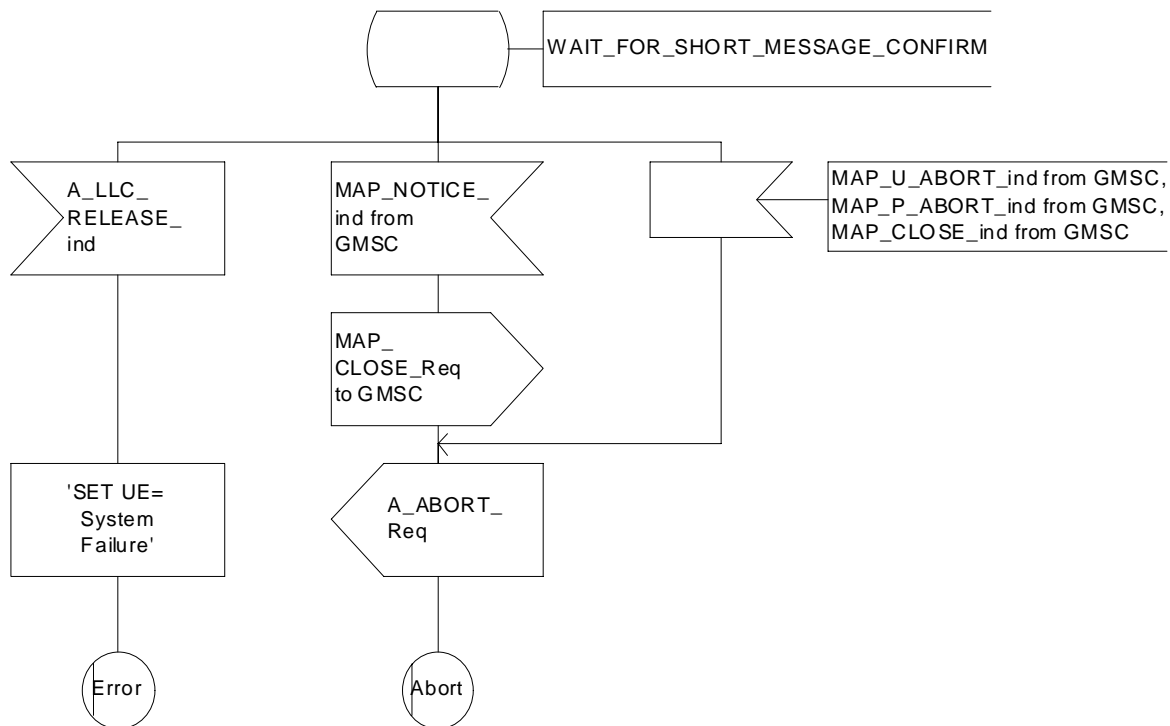 WAIT_FOR_SHORT_MESSAGE_CONFIRM
A_LLC_
RELEASE_
ind
MAP_NOTICE_
ind from
GMSC
MAP_U_ABORT_ind from GMSC,
MAP_P_ABORT_ind from GMSC,
MAP_CLOSE_ind from GMSC
MAP_
CLOSE_Req
to GMSC
'SET UE=
System
Failure'
A_ABORT_
Req
Error
Abort